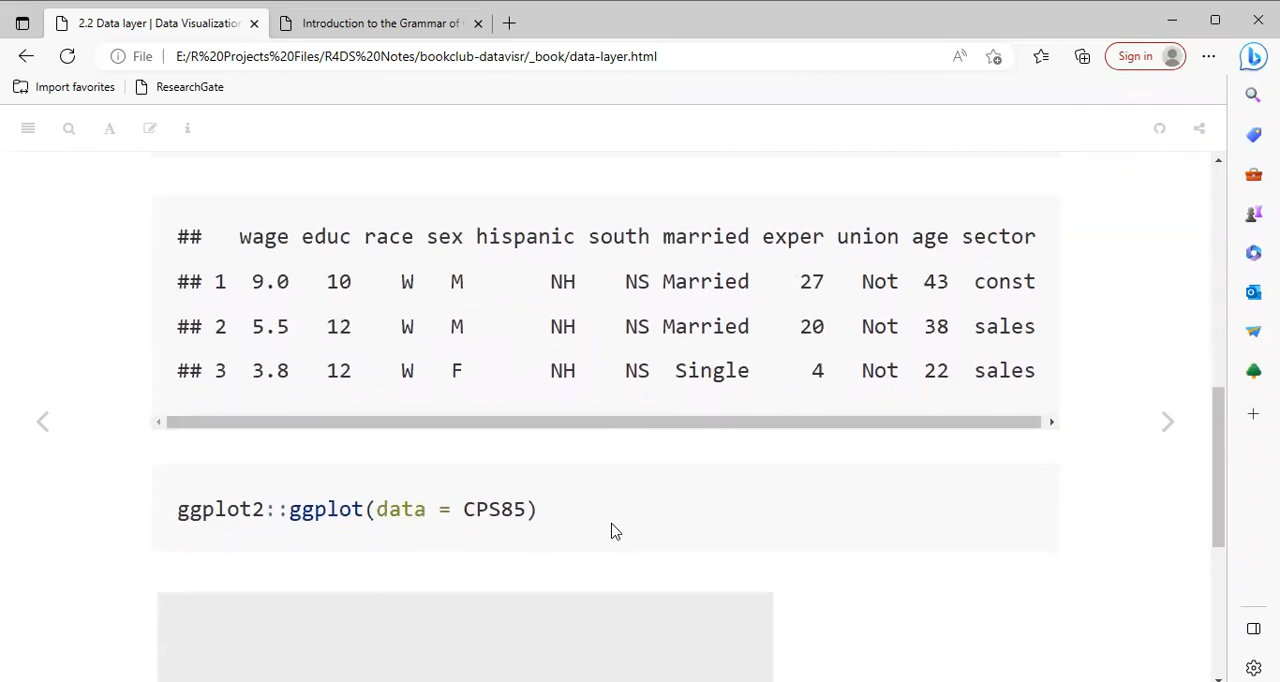 2.2 Data layer | Data Visualizatio
Introduction to the Grammar of
File
E:/R%20Projects%20Files/R4DS%20Notes/bookclub-datavisr/_book/data-layer.html
Sign in
Import favorites
ResearchGate
## wage educ race sex hispanic south married exper union age sector
## 1 9.0 10 W M NH NS Married 27 Not 43 const
## 2 5.5 12 W M NH NS Married 20 Not 38 sales
## 3 3.8 12 W F NH NS Single 4 Not 22 sales
ggplot2::ggplot(data = CPS85)